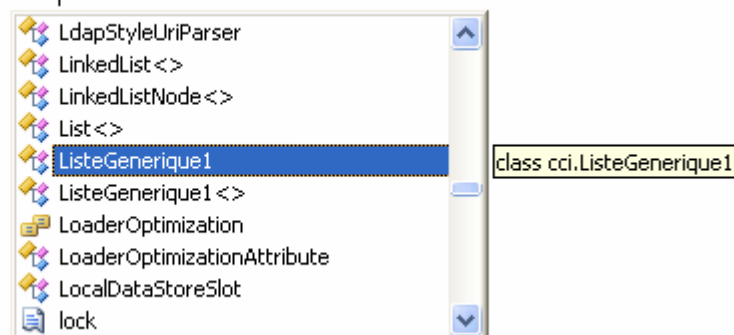 LdapStyleUriParser
LinkedList<>
LinkedListNode<>
List<>
ListeGenerique1
class cci.ListeGenerique1
ListeGenerique1<>
LoaderOptimization
LoaderOptimizationAttribute
LocalDataStoreSlot
lock